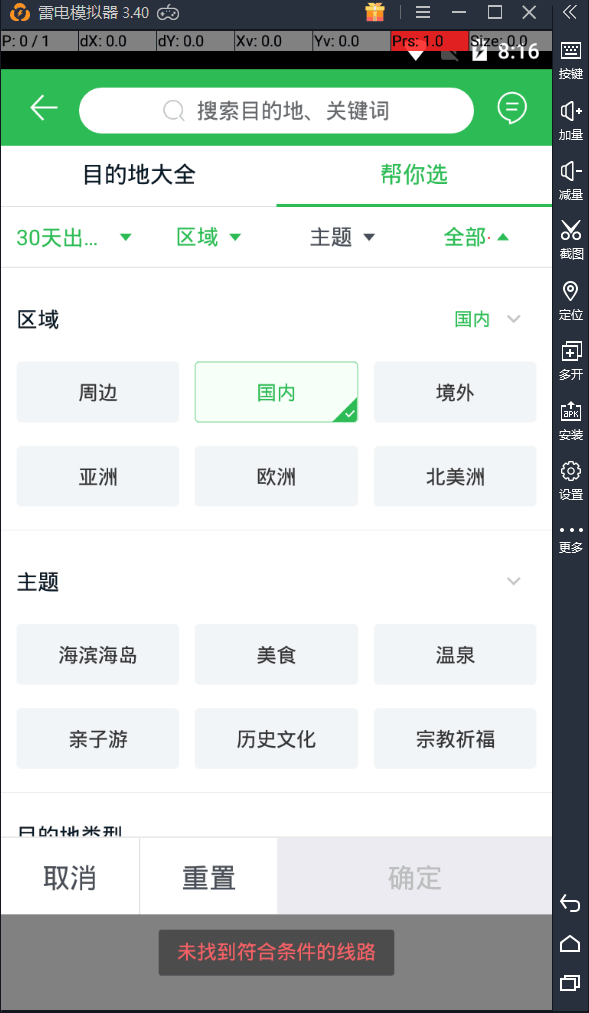 雷电模拟器 3.40
P: 0 / 1 dX: 0.0 dY: 0.0 Xv: 0.0 Yv: 0.0 Prs: 1.0 Size: 0.0
8:16
搜索目的地、关键词
目的地大全 帮你选
30天出... 区域 主题 全部·
区域 国内
周边 国内 境外
亚洲 欧洲 北美洲
主题
海滨海岛 美食 温泉
亲子游 历史文化 宗教祈福
目的地类型
取消 重置 确定
未找到符合条件的线路
按键
加量
减量
截图
定位
多开
APK
安装
设置
更多